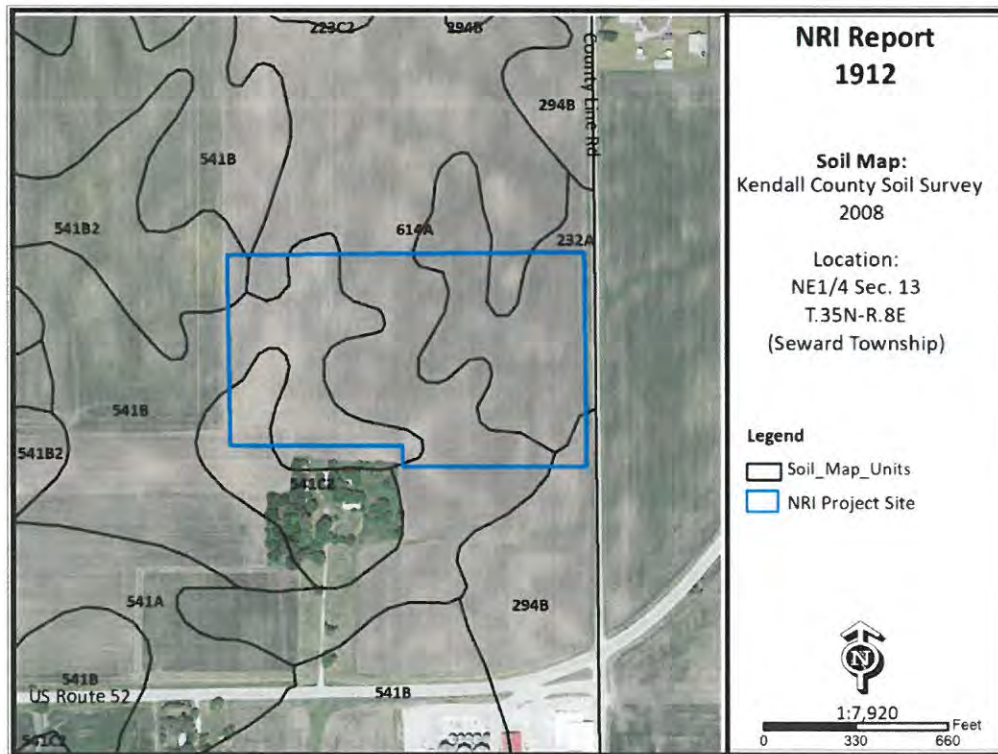 223C2
294B
County Line Rd
294B
541B
541B2
614A
232A
541B
541B2
541C2
541A
294B
541B
541B
US Route 52
541C2
NRI Report
1912
Soil Map:
Kendall County Soil Survey
2008
Location:
NE1/4 Sec. 13
T.35N-R.8E
(Seward Township)
Legend
Soil_Map_Units
NRI Project Site
N
1:7,920
Feet
0 330 660